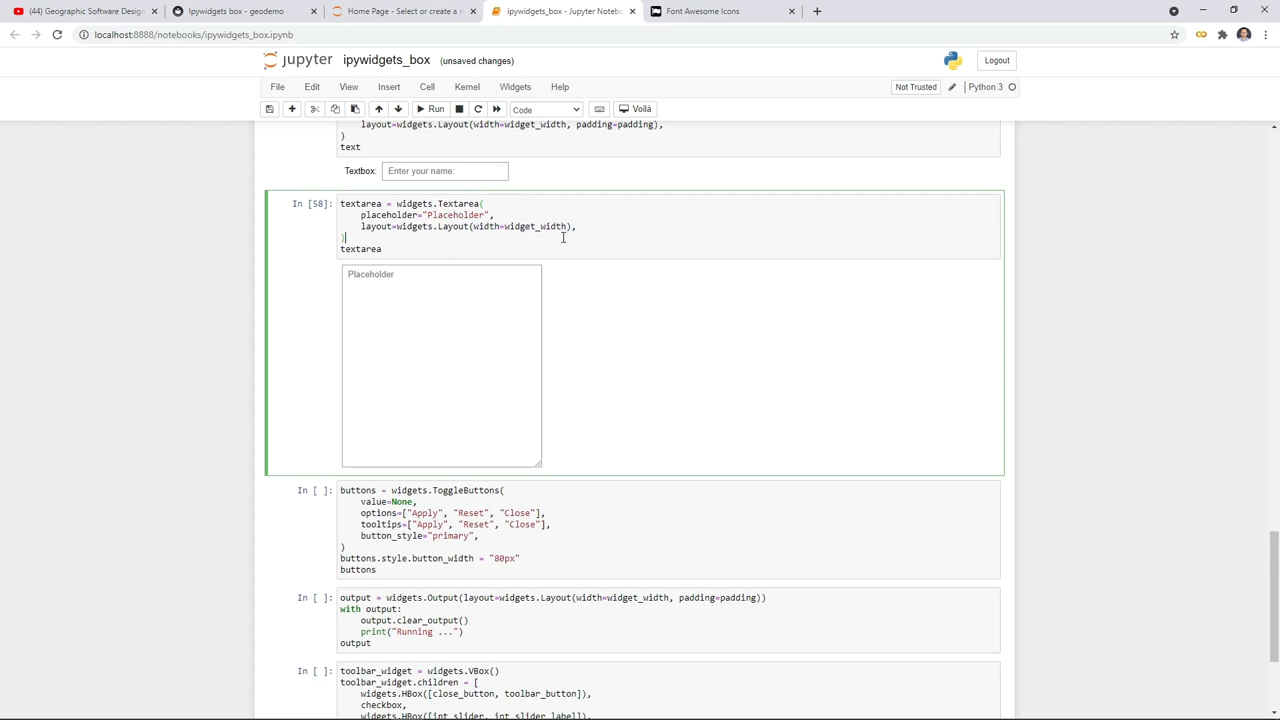 (44) Geographic Software Design
Ipywidgets box - geodemo
Home Page - Select or create a n
ipywidgets_box - Jupyter Noteb
Font Awesome Icons
localhost:8888/notebooks/ipywidgets_box.ipynb
jupyter ipywidgets_box (unsaved changes)
Logout
File Edit View Insert Cell Kernel Widgets Help
Not Trusted
Python 3
Run
Code
Voilà
layout=widgets.Layout(width=widget_width, padding=padding),
)
text
Textbox: Enter your name:
In [58]: textarea = widgets.Textarea(
placeholder="Placeholder",
layout=widgets.Layout(width=widget_width),
)
textarea
Placeholder
In [ ]: buttons = widgets.ToggleButtons(
value=None,
options=["Apply", "Reset", "Close"],
tooltips=["Apply", "Reset", "Close"],
button_style="primary",
)
buttons.style.button_width = "80px"
buttons
In [ ]: output = widgets.Output(layout=widgets.Layout(width=widget_width, padding=padding))
with output:
output.clear_output()
print("Running ...")
output
In [ ]: toolbar_widget = widgets.VBox()
toolbar_widget.children = [
widgets.HBox([close_button, toolbar_button]),
checkbox,
widgets.HBox([int_slider, int_slider_label]),